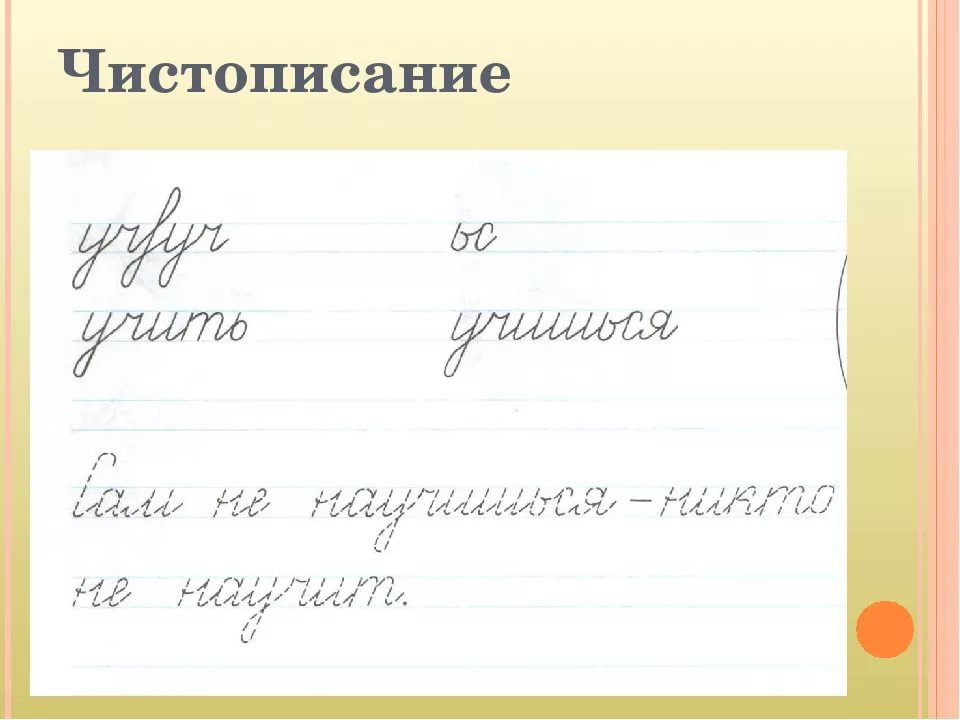 Чистописание
учуч ьс
учить учишься
Сам не научишься – никто
не научит.